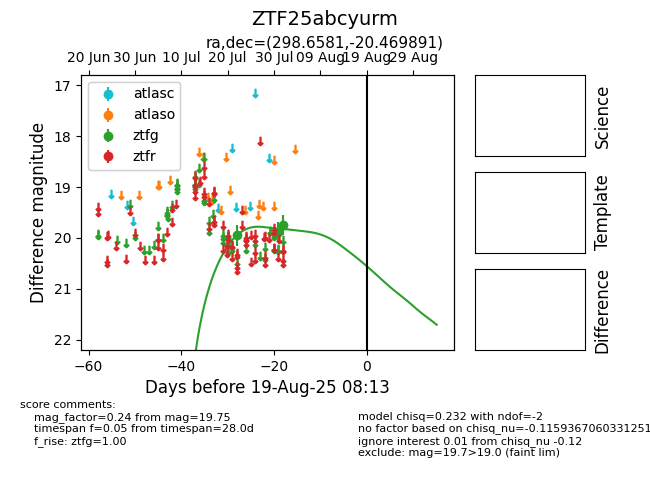 ZTF25abcyurm
ra,dec=(298.6581,-20.469891)
20 Jun 30 Jun 10 Jul 20 Jul 30 Jul 09 Aug 19 Aug 29 Aug
17
18
19
20
21
22
Difference magnitude
atlasc
atlaso
ztfg
ztfr
−60 −40 −20 0
Days before 19-Aug-25 08:13
Science
Template
Difference
score comments:
mag_factor=0.24 from mag=19.75
timespan f=0.05 from timespan=28.0d
f_rise: ztfg=1.00
model chisq=0.232 with ndof=-2
no factor based on chisq_nu=-0.1159367060331251
ignore interest 0.01 from chisq_nu -0.12
exclude: mag=19.7>19.0 (faint lim)